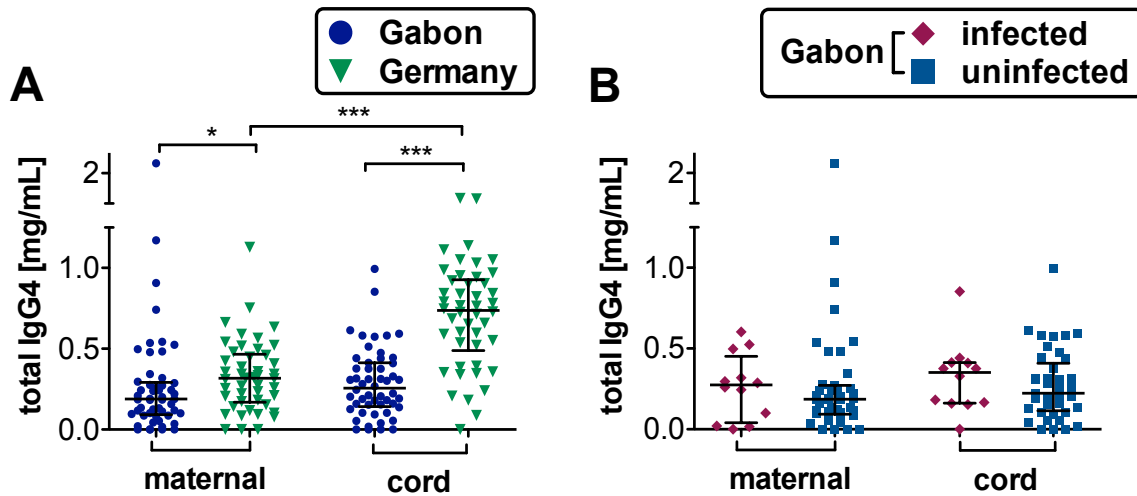 A
Gabon
Germany
total IgG4 [mg/mL]
2
1.0
0.5
0.0
*
***
***
maternal
cord
B
Gabon
infected
uninfected
total IgG4 [mg/mL]
2
1.0
0.5
0.0
maternal
cord